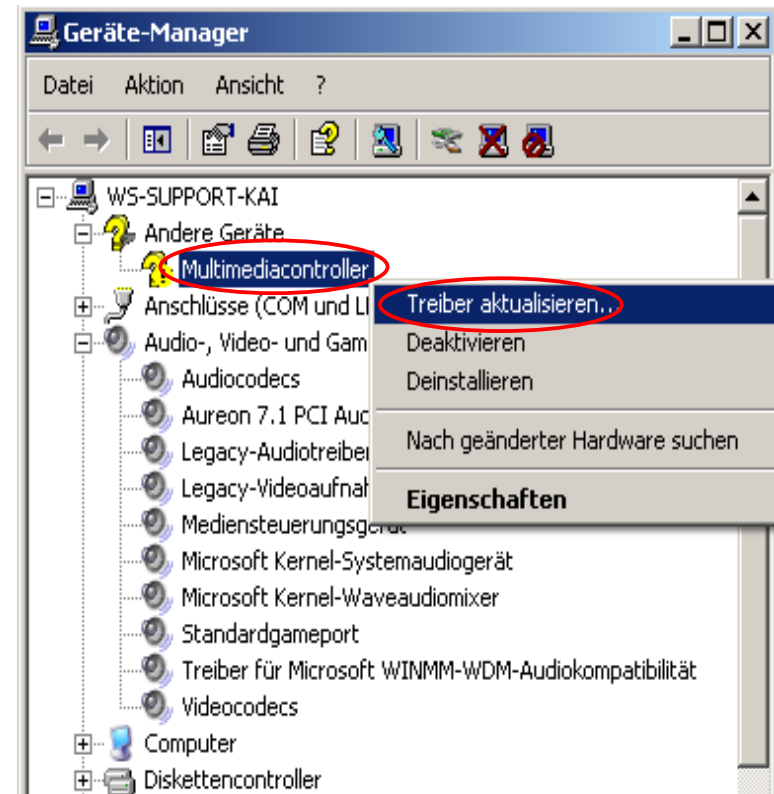 Geräte-Manager
Datei Aktion Ansicht ?
WS-SUPPORT-KAI
Andere Geräte
Multimediacontroller
Anschlüsse (COM und L
Treiber aktualisieren...
Audio-, Video- und Gam
Deaktivieren
Audiocodecs
Deinstallieren
Aureon 7.1 PCI Aud
Legacy-Audiotreiber
Nach geänderter Hardware suchen
Legacy-Videoaufnah
Eigenschaften
Mediensteuerungsgerät
Microsoft Kernel-Systemaudiogerät
Microsoft Kernel-Waveaudiomixer
Standardgameport
Treiber für Microsoft WINMM-WDM-Audiokompatibilität
Videocodecs
Computer
Diskettencontroller